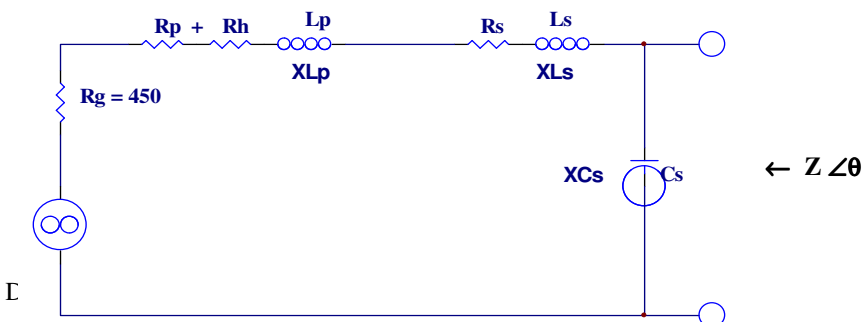 Rp + Rh Lp Rs Ls
XLp XLs
Rg = 450
XCs Cs ← Z ∠θ